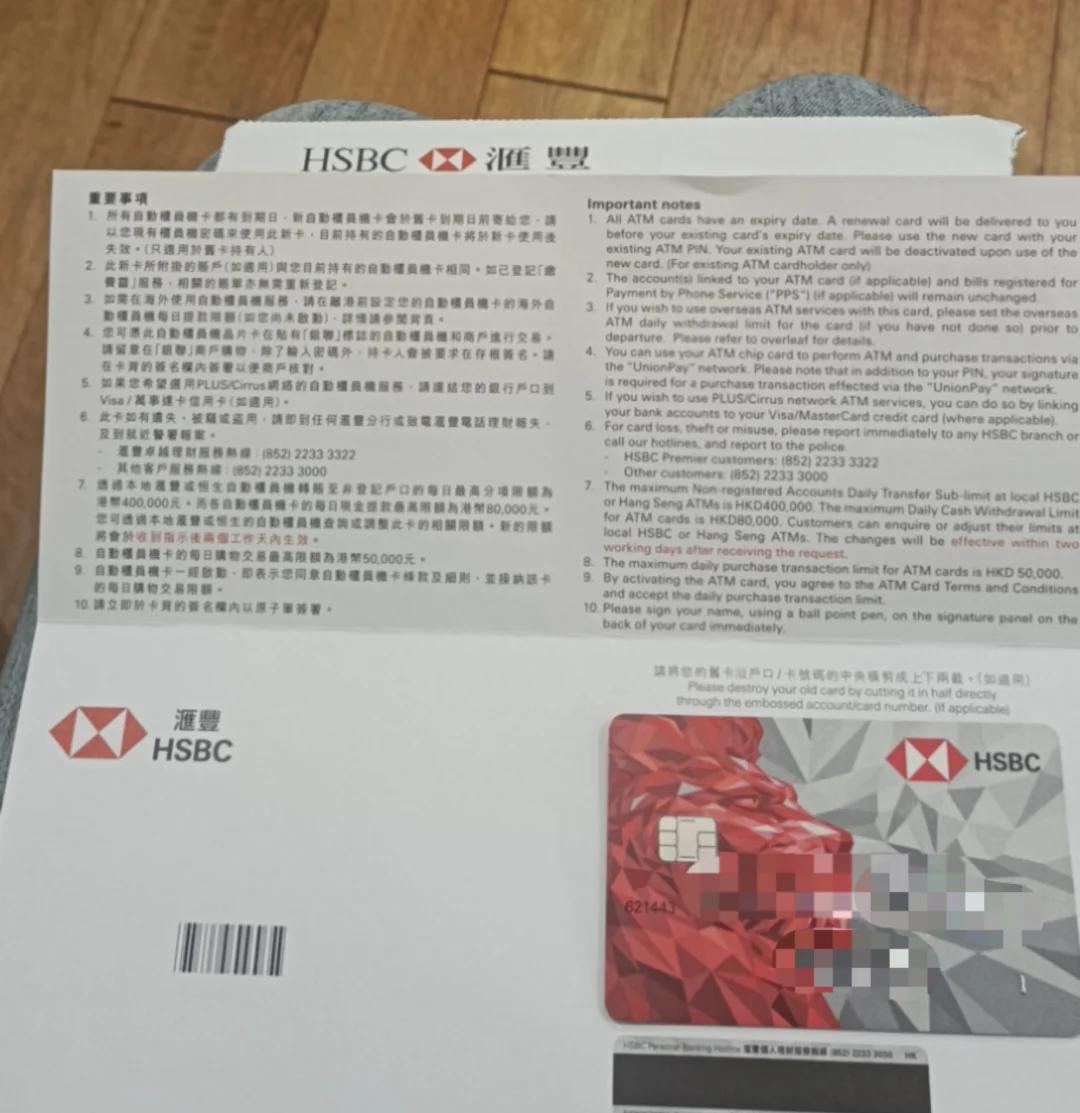 HSBC 滙豐
重要事項
1. 所有自動櫃員機卡都有到期日，新自動櫃員機卡會於舊卡到期日前寄給您，請
以您現有櫃員機密碼來使用此新卡，目前持有的自動櫃員機卡將於新卡使用後
失效。（只適用於舊卡持有人）
2. 此新卡所附掛的賬戶（如適用）與您目前持有的自動櫃員機卡相同。如已登記「繳
費靈」服務，相關的賬單亦無需重新登記。
3. 如需在海外使用自動櫃員機服務，請在離港前設定您的自動櫃員機卡的海外自
動櫃員機每日提款限額（如您尚未啟動），詳情請參閱背頁。
4. 您可憑此自動櫃員機晶片卡在貼有「銀聯」標誌的自動櫃員機和商戶進行交易。
請留意在「銀聯」商戶購物，除了輸入密碼外，持卡人會被要求在存根簽名。請
在卡背的簽名欄內簽署以便商戶核對。
5. 如果您希望選用PLUS/Cirrus網絡的自動櫃員機服務，請連結您的銀行戶口到
Visa/萬事達卡信用卡（如適用）。
6. 此卡如有遺失、被竊或盜用，請即到任何滙豐分行或致電滙豐電話理財報失，
及到就近警署報案。
- 滙豐卓越理財服務熱線：(852) 2233 3322
- 其他客戶服務熱線：(852) 2233 3000
7. 透過本地滙豐或恒生自動櫃員機轉賬至非登記戶口的每日最高分項限額為
港幣400,000元。而各自動櫃員機卡的每日現金提款最高限額為港幣80,000元。
您可透過本地滙豐或恒生的自動櫃員機查詢或調整此卡的相關限額。新的限額
將會於收到指示後兩個工作天內生效。
8. 自動櫃員機卡的每日購物交易最高限額為港幣50,000元。
9. 自動櫃員機卡一經啟動，即表示您同意自動櫃員機卡條款及細則，並接納該卡
的每日購物交易限額。
10. 請立即於卡背的簽名欄內以原子筆簽署。
Important notes
1. All ATM cards have an expiry date. A renewal card will be delivered to you
before your existing card's expiry date. Please use the new card with your
existing ATM PIN. Your existing ATM card will be deactivated upon use of the
new card. (For existing ATM cardholder only)
2. The account(s) linked to your ATM card (if applicable) and bills registered for
Payment by Phone Service ("PPS") (if applicable) will remain unchanged.
3. If you wish to use overseas ATM services with this card, please set the overseas
ATM daily withdrawal limit for the card (if you have not done so) prior to
departure. Please refer to overleaf for details.
4. You can use your ATM chip card to perform ATM and purchase transactions via
the "UnionPay" network. Please note that in addition to your PIN, your signature
is required for a purchase transaction effected via the "UnionPay" network.
5. If you wish to use PLUS/Cirrus network ATM services, you can do so by linking
your bank accounts to your Visa/MasterCard credit card (where applicable).
6. For card loss, theft or misuse, please report immediately to any HSBC branch or
call our hotlines, and report to the police.
- HSBC Premier customers: (852) 2233 3322
- Other customers: (852) 2233 3000
7. The maximum Non-registered Accounts Daily Transfer Sub-limit at local HSBC
or Hang Seng ATMs is HKD400,000. The maximum Daily Cash Withdrawal Limit
for ATM cards is HKD80,000. Customers can enquire or adjust their limits at
local HSBC or Hang Seng ATMs. The changes will be effective within two
working days after receiving the request.
8. The maximum daily purchase transaction limit for ATM cards is HKD 50,000.
9. By activating the ATM card, you agree to the ATM Card Terms and Conditions
and accept the daily purchase transaction limit.
10. Please sign your name, using a ball point pen, on the signature panel on the
back of your card immediately.
請將您的舊卡沿戶口/卡號碼的中央橫剪成上下兩截。（如適用）
Please destroy your old card by cutting it in half directly
through the embossed account/card number. (If applicable)
滙豐
HSBC
HSBC
621443
1
HSBC Personal Banking Hotline 滙豐個人理財服務熱線 (852) 2233 3000 HK